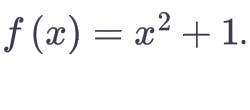 f(x) = x² + 1.